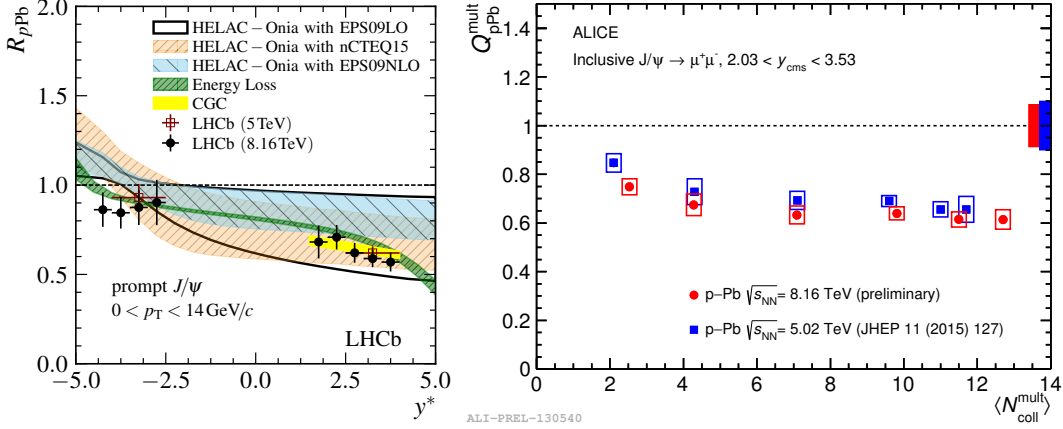 R_pPb
2.0
1.5
1.0
0.5
0.0
HELAC − Onia with EPS09LO
HELAC − Onia with nCTEQ15
HELAC − Onia with EPS09NLO
Energy Loss
CGC
LHCb (5 TeV)
LHCb (8.16 TeV)
prompt J/ψ
0 < p_T < 14 GeV/c
LHCb
−5.0 −2.5 0.0 2.5 5.0
y*
Q_pPb^mult
1.4
1.2
1
0.8
0.6
0.4
0.2
0
ALICE
Inclusive J/ψ → μ⁺μ⁻, 2.03 < y_cms < 3.53
p−Pb √s_NN = 8.16 TeV (preliminary)
p−Pb √s_NN = 5.02 TeV (JHEP 11 (2015) 127)
0 2 4 6 8 10 12 14
⟨N_coll^mult⟩
ALI−PREL−130540